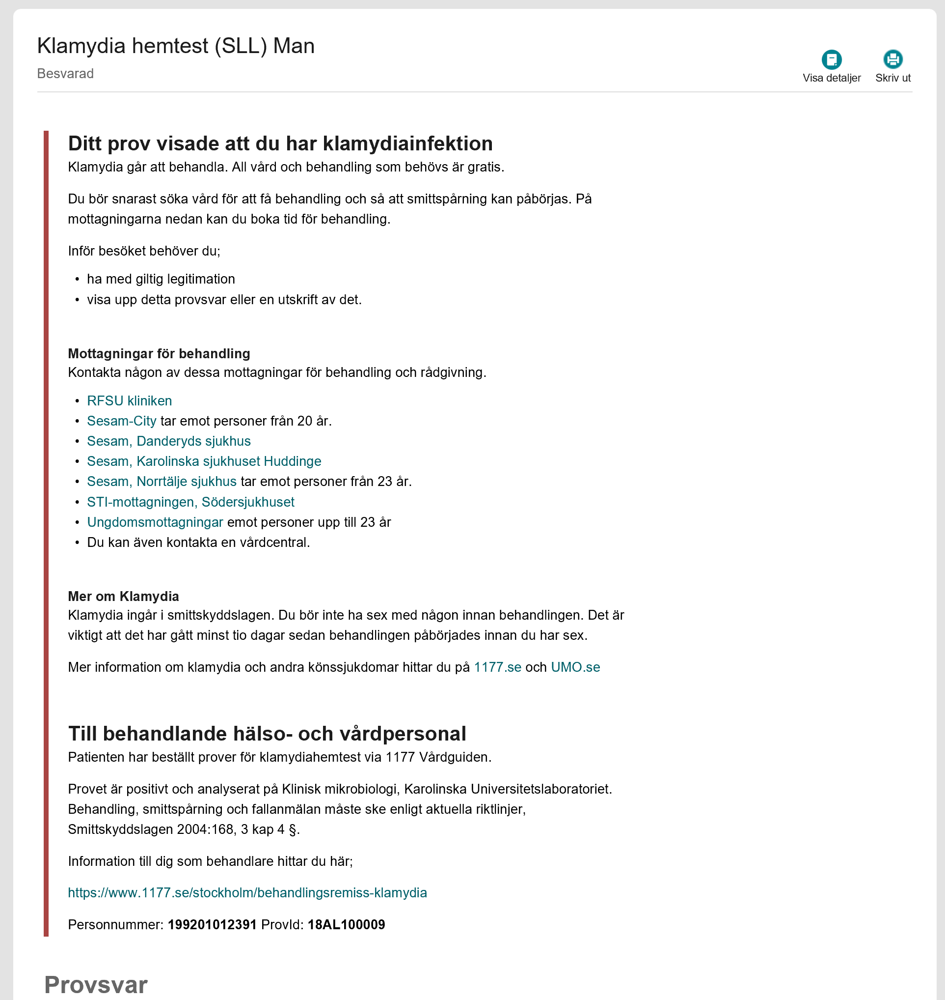 Klamydia hemtest (SLL) Man
Besvarad
Visa detaljer
Skriv ut
Ditt prov visade att du har klamydiainfektion
Klamydia går att behandla. All vård och behandling som behövs är gratis.
Du bör snarast söka vård för att få behandling och så att smittspårning kan påbörjas. På
mottagningarna nedan kan du boka tid för behandling.
Inför besöket behöver du;
• ha med giltig legitimation
• visa upp detta provsvar eller en utskrift av det.
Mottagningar för behandling
Kontakta någon av dessa mottagningar för behandling och rådgivning.
• RFSU kliniken
• Sesam-City tar emot personer från 20 år.
• Sesam, Danderyds sjukhus
• Sesam, Karolinska sjukhuset Huddinge
• Sesam, Norrtälje sjukhus tar emot personer från 23 år.
• STI-mottagningen, Södersjukhuset
• Ungdomsmottagningar emot personer upp till 23 år
• Du kan även kontakta en vårdcentral.
Mer om Klamydia
Klamydia ingår i smittskyddslagen. Du bör inte ha sex med någon innan behandlingen. Det är
viktigt att det har gått minst tio dagar sedan behandlingen påbörjades innan du har sex.
Mer information om klamydia och andra könssjukdomar hittar du på 1177.se och UMO.se
Till behandlande hälso- och vårdpersonal
Patienten har beställt prover för klamydiahemtest via 1177 Vårdguiden.
Provet är positivt och analyserat på Klinisk mikrobiologi, Karolinska Universitetslaboratoriet.
Behandling, smittspårning och fallanmälan måste ske enligt aktuella riktlinjer,
Smittskyddslagen 2004:168, 3 kap 4 §.
Information till dig som behandlare hittar du här;
https://www.1177.se/stockholm/behandlingsremiss-klamydia
Personnummer: 199201012391 ProvId: 18AL100009
Provsvar